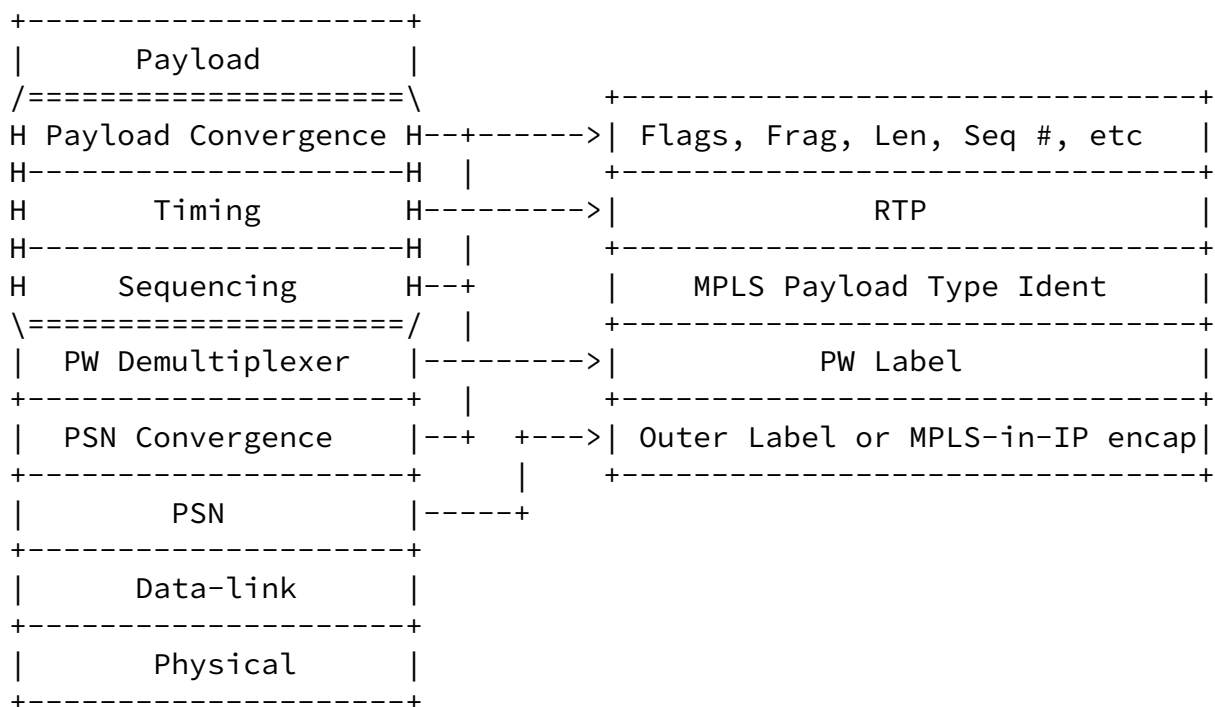 +---------------------+
|       Payload       |
/=====================\          +---------------------------------+
H Payload Convergence H--+------>| Flags, Frag, Len, Seq #, etc    |
H---------------------H  |       +---------------------------------+
H       Timing        H--------->|             RTP                 |
H---------------------H  |       +---------------------------------+
H     Sequencing      H--+       |    MPLS Payload Type Ident      |
\=====================/  |       +---------------------------------+
|  PW Demultiplexer   |--------->|           PW Label              |
+---------------------+  |       +---------------------------------+
|  PSN Convergence    |--+  +--->| Outer Label or MPLS-in-IP encap|
+---------------------+     |    +---------------------------------+
|        PSN          |-----+
+---------------------+
|      Data-link      |
+---------------------+
|       Physical      |
+---------------------+